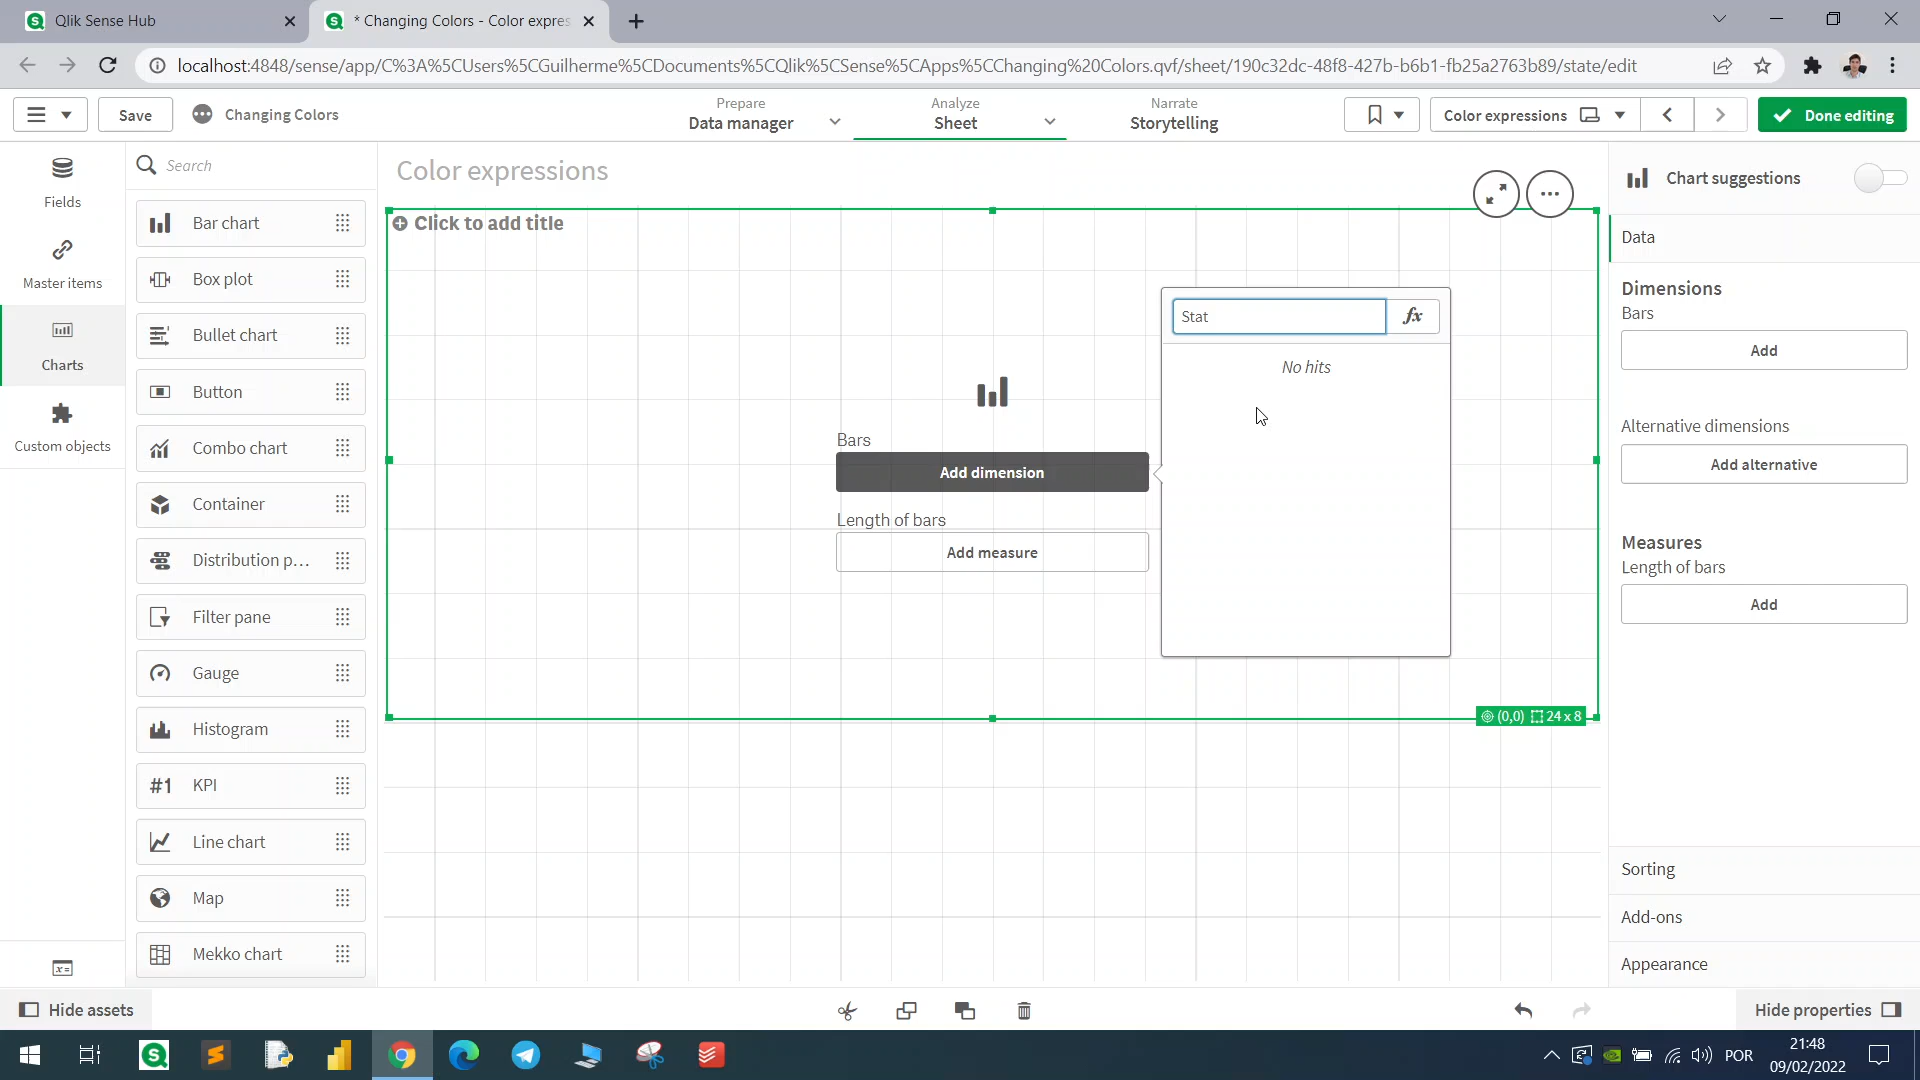 Qlik Sense Hub
* Changing Colors - Color expres
localhost:4848/sense/app/C%3A%5CUsers%5CGuilherme%5CDocuments%5CQlik%5CSense%5CApps%5CChanging%20Colors.qvf/sheet/190c32dc-48f8-427b-b6b1-fb25a2763b89/state/edit
Save
Changing Colors
Prepare
Data manager
Analyze
Sheet
Narrate
Storytelling
Color expressions
Done editing
Fields
Master items
Charts
Custom objects
Search
Bar chart
Box plot
Bullet chart
Button
Combo chart
Container
Distribution p...
Filter pane
Gauge
Histogram
#1 KPI
Line chart
Map
Mekko chart
Color expressions
Click to add title
Bars
Add dimension
Length of bars
Add measure
Stat
fx
No hits
(0,0) 24 x 8
Chart suggestions
Data
Dimensions
Bars
Add
Alternative dimensions
Add alternative
Measures
Length of bars
Add
Sorting
Add-ons
Appearance
Hide assets
Hide properties
POR
21:48
09/02/2022